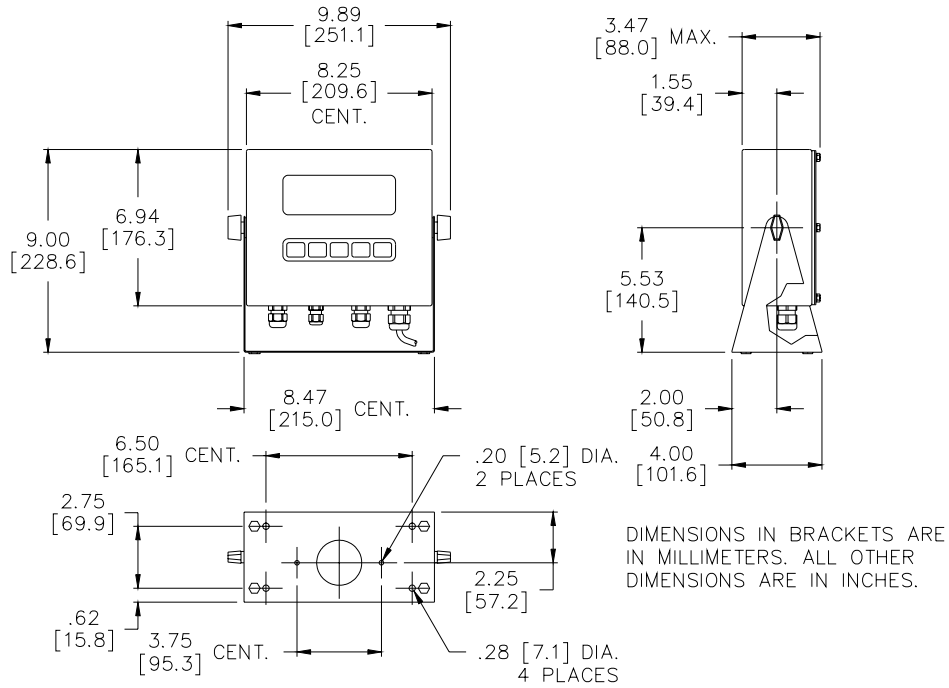 9.89
[251.1]
8.25
[209.6]
CENT.
9.00
[228.6]
6.94
[176.3]
8.47
[215.0] CENT.
3.47
[88.0] MAX.
1.55
[39.4]
5.53
[140.5]
2.00
[50.8]
4.00
[101.6]
6.50
[165.1] CENT.
.20 [5.2] DIA.
2 PLACES
2.75
[69.9]
.62
[15.8]
3.75
[95.3] CENT.
2.25
[57.2]
.28 [7.1] DIA.
4 PLACES
DIMENSIONS IN BRACKETS ARE
IN MILLIMETERS. ALL OTHER
DIMENSIONS ARE IN INCHES.